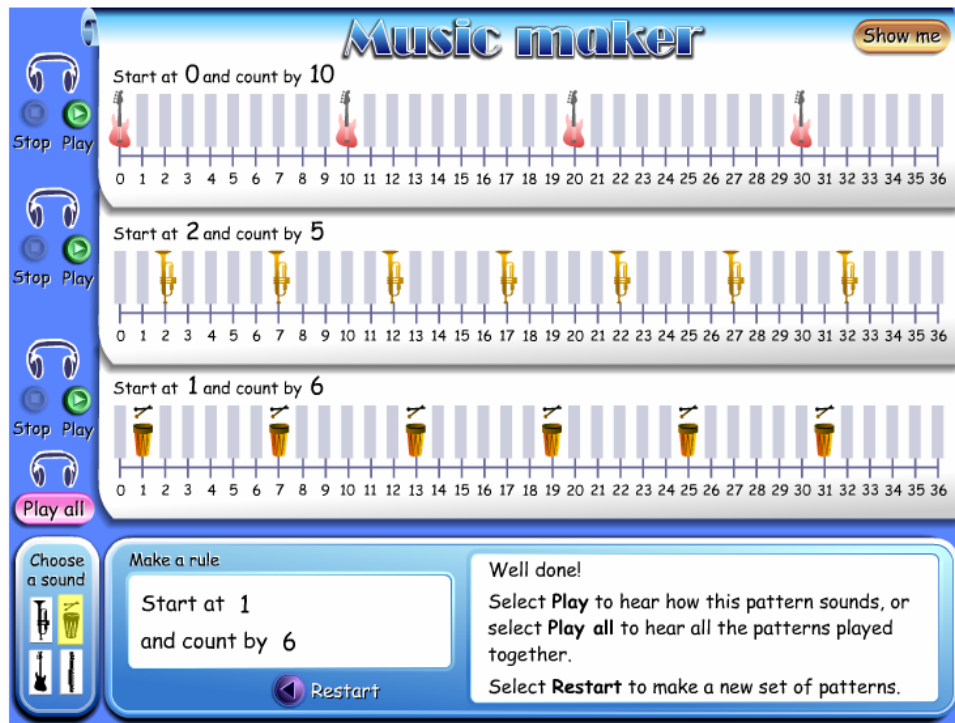 Music maker
Show me
Start at 0 and count by 10
Stop Play
0 1 2 3 4 5 6 7 8 9 10 11 12 13 14 15 16 17 18 19 20 21 22 23 24 25 26 27 28 29 30 31 32 33 34 35 36
Start at 2 and count by 5
Stop Play
0 1 2 3 4 5 6 7 8 9 10 11 12 13 14 15 16 17 18 19 20 21 22 23 24 25 26 27 28 29 30 31 32 33 34 35 36
Start at 1 and count by 6
Stop Play
0 1 2 3 4 5 6 7 8 9 10 11 12 13 14 15 16 17 18 19 20 21 22 23 24 25 26 27 28 29 30 31 32 33 34 35 36
Play all
Choose
a sound
Make a rule
Start at 1
and count by 6
Restart
Well done!
Select Play to hear how this pattern sounds, or
select Play all to hear all the patterns played
together.
Select Restart to make a new set of patterns.